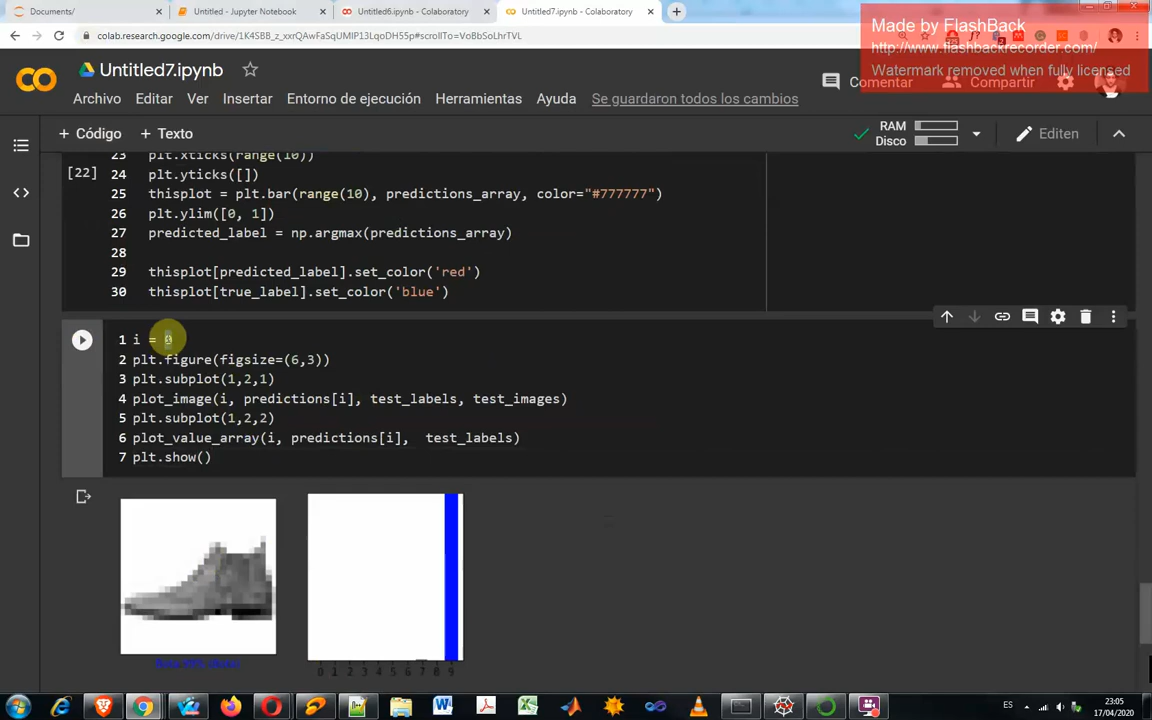 Documents/
Untitled - Jupyter Notebook
Untitled6.ipynb - Colaboratory
Untitled7.ipynb - Colaboratory
Made by FlashBack
http://www.flashbackrecorder.com/
Watermark removed when fully licensed
Untitled7.ipynb
Comentar
Compartir
Archivo Editar Ver Insertar Entorno de ejecución Herramientas Ayuda Se guardaron todos los cambios
+ Código + Texto
RAM
Disco
Editen
23 plt.xticks(range(10))
[22] 24 plt.yticks([])
25 thisplot = plt.bar(range(10), predictions_array, color="#777777")
26 plt.ylim([0, 1])
27 predicted_label = np.argmax(predictions_array)
28
29 thisplot[predicted_label].set_color('red')
30 thisplot[true_label].set_color('blue')
1 i = 0
2 plt.figure(figsize=(6,3))
3 plt.subplot(1,2,1)
4 plot_image(i, predictions[i], test_labels, test_images)
5 plt.subplot(1,2,2)
6 plot_value_array(i, predictions[i], test_labels)
7 plt.show()
0 1 2 3 4 5 6 7 8 9
ES
23:05
17/04/2020